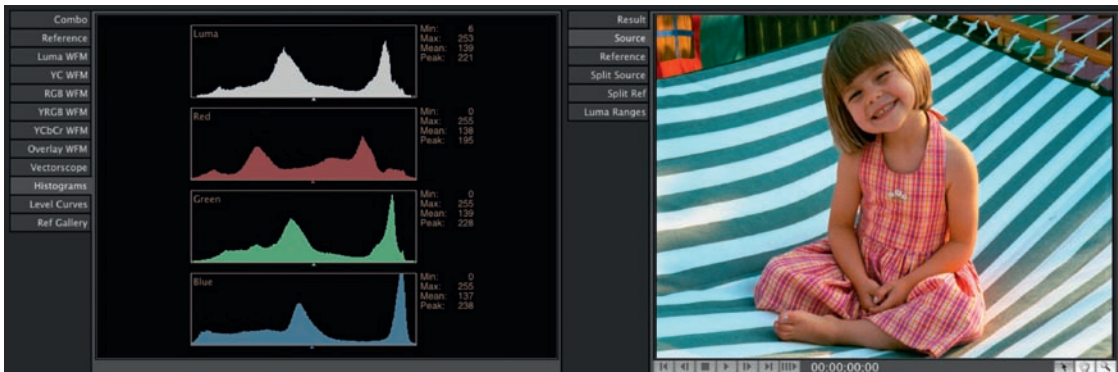 Combo
Reference
Luma WFM
YC WFM
RGB WFM
YRGB WFM
YCbCr WFM
Overlay WFM
Vectorscope
Histograms
Level Curves
Ref Gallery
Luma
Min: 6
Max: 253
Mean: 139
Peak: 221
Red
Min: 0
Max: 255
Mean: 138
Peak: 195
Green
Min: 0
Max: 255
Mean: 139
Peak: 228
Blue
Min: 0
Max: 255
Mean: 137
Peak: 238
Result
Source
Reference
Split Source
Split Ref
Luma Ranges
00:00:00:00